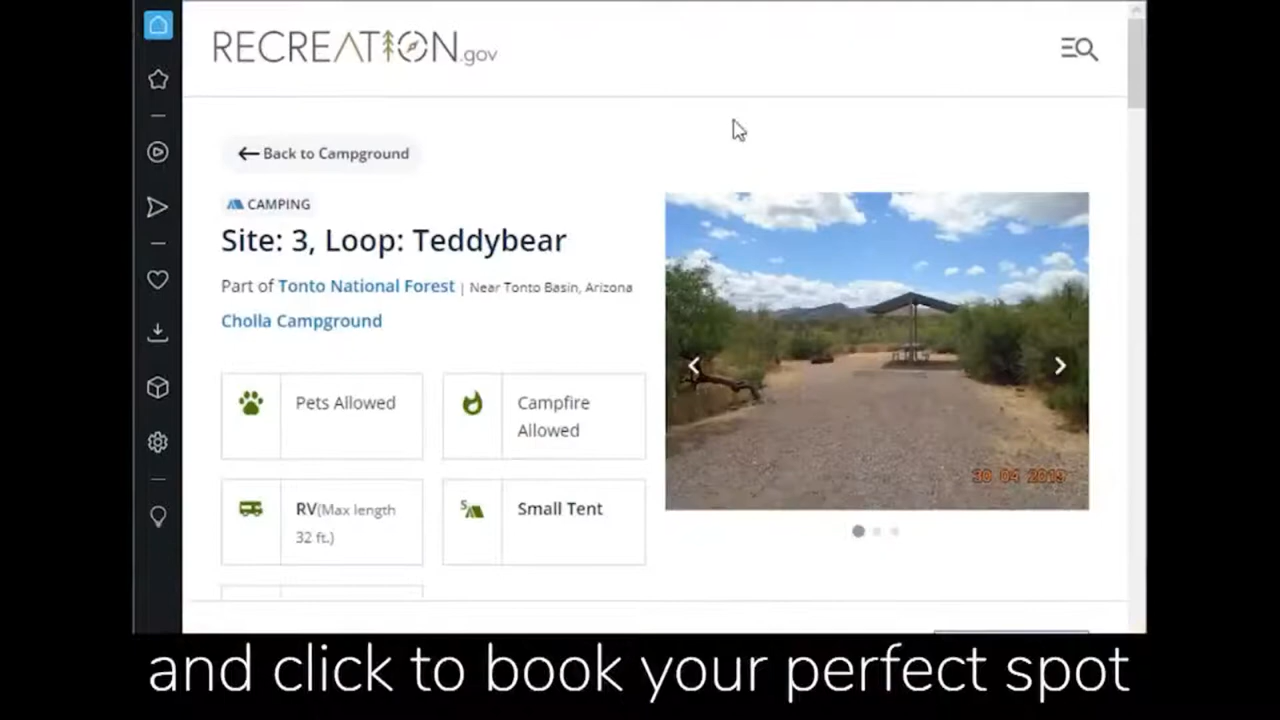 RECREATION.gov
Back to Campground
CAMPING
Site: 3, Loop: Teddybear
Part of Tonto National Forest | Near Tonto Basin, Arizona
Cholla Campground
Pets Allowed
Campfire
Allowed
RV(Max length
32 ft.)
5
Small Tent
30 04 2019
and click to book your perfect spot